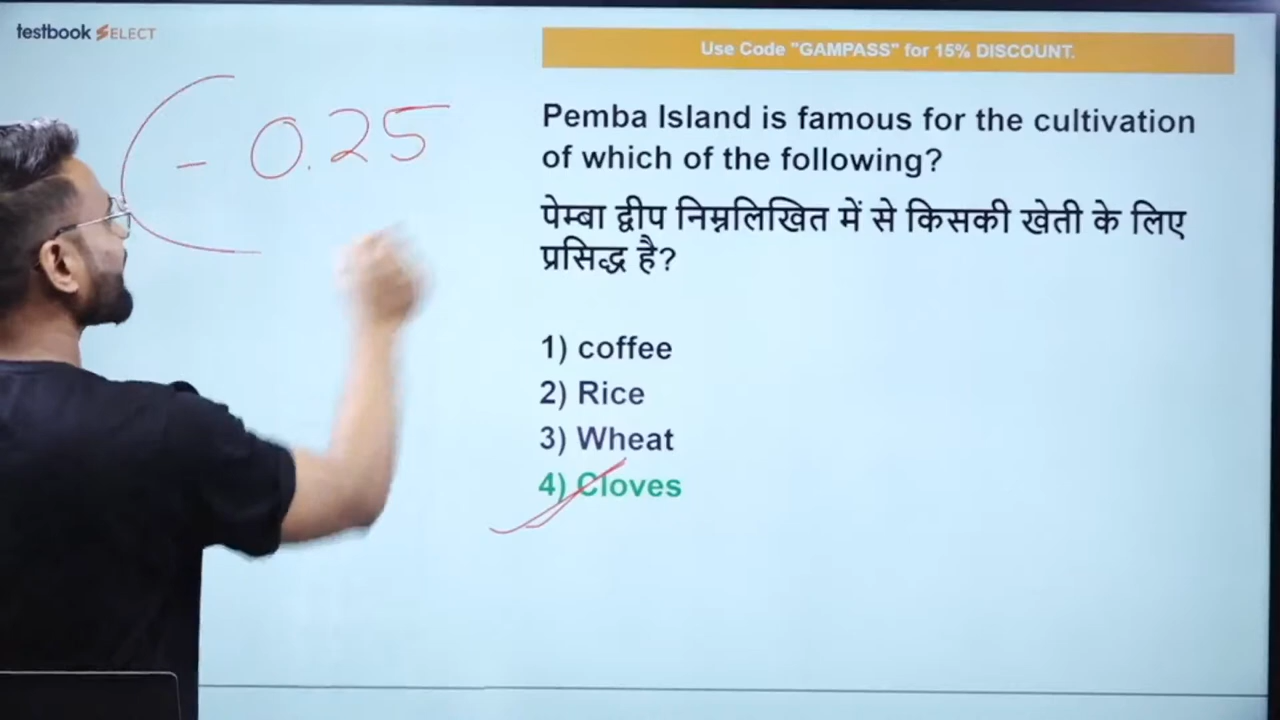 testbook SELECT
Use Code "GAMPASS" for 15% DISCOUNT.
- 0.25
Pemba Island is famous for the cultivation
of which of the following?
पेम्बा द्वीप निम्नलिखित में से किसकी खेती के लिए
प्रसिद्ध है?
1) coffee
2) Rice
3) Wheat
4) Cloves